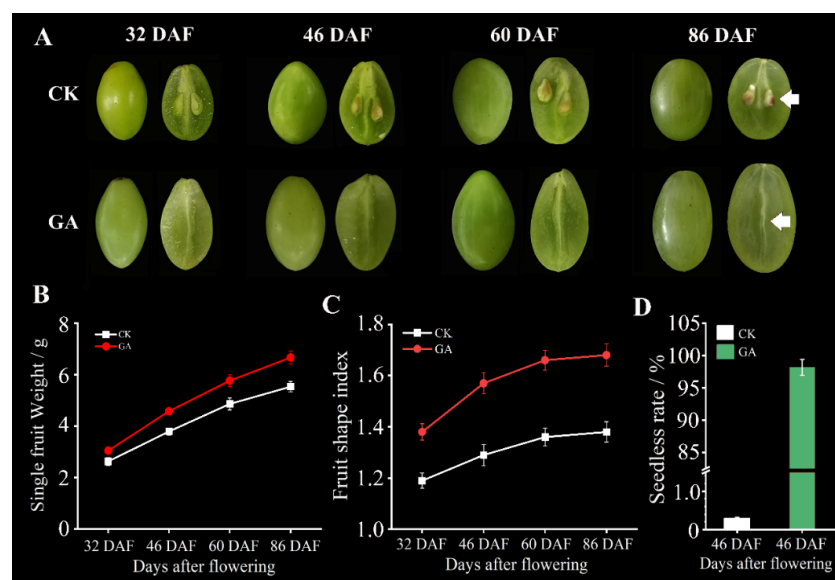 A
32 DAF 46 DAF 60 DAF 86 DAF
CK
GA
B
8
6
4
2
0
Single fruit Weight / g
CK
GA
32 DAF 46 DAF 60 DAF 86 DAF
Days after flowering
C
1.8
1.6
1.4
1.2
1.0
Fruit shape index
CK
GA
32 DAF 46 DAF 60 DAF 86 DAF
Days after flowering
D
105
100
95
90
85
1.0
0
Seedless rate / %
CK
GA
46 DAF 46 DAF
Days after flowering